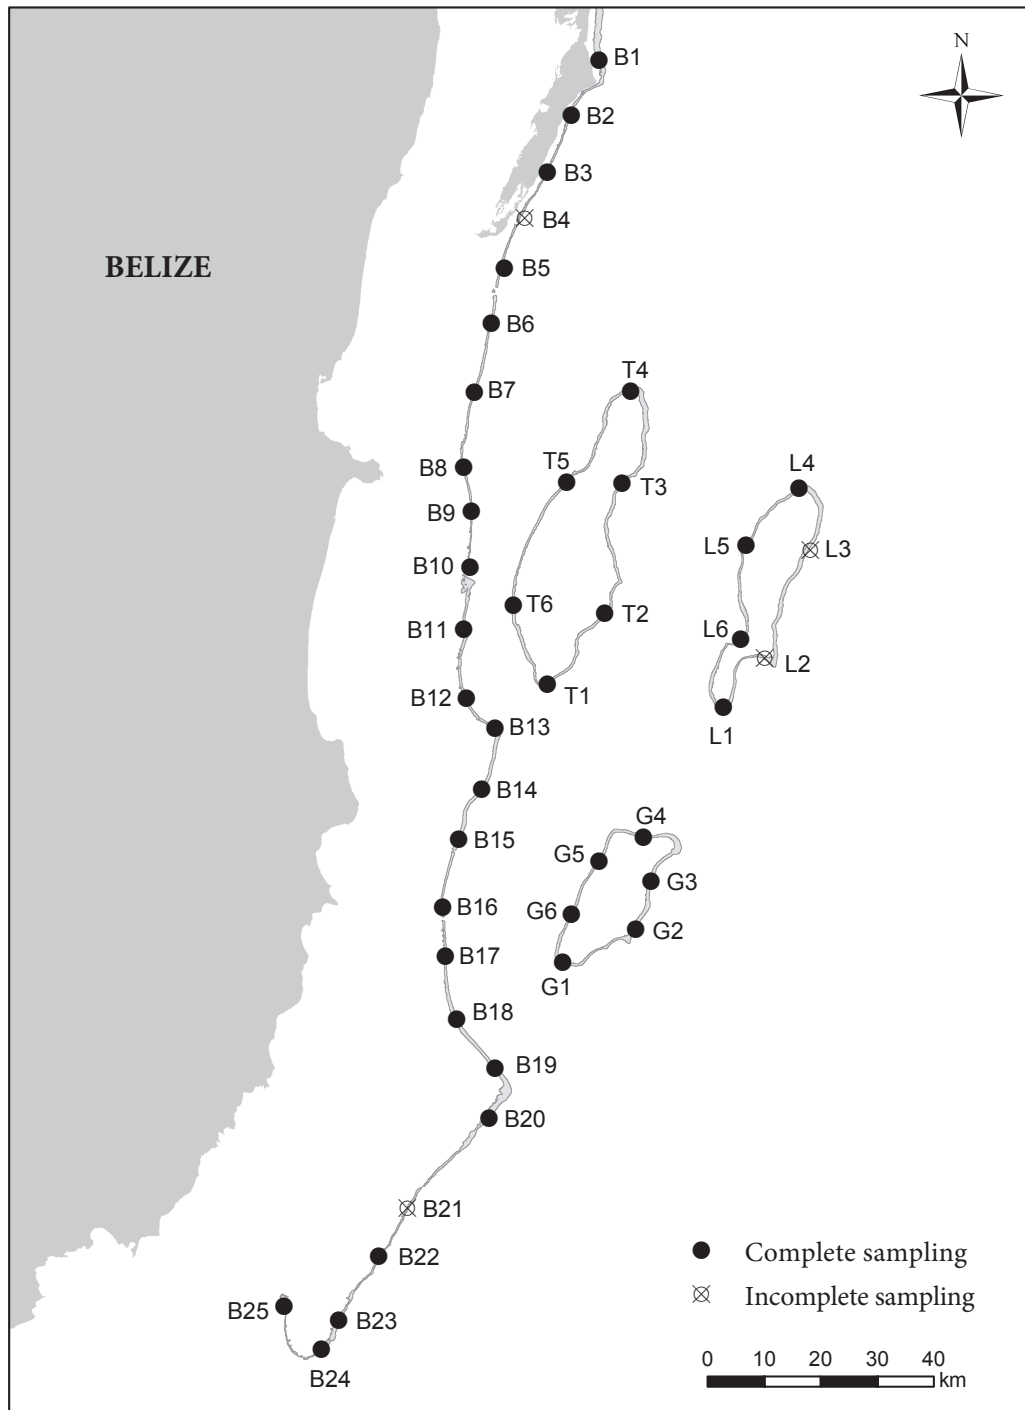 N
B1
B2
B3
B4
BELIZE
B5
B6
T4
B7
B8
T5
T3
L4
B9
L5
L3
B10
T6
T2
B11
L6
L2
T1
B12
L1
B13
B14
G4
B15
G5
G3
B16
G6
G2
B17
G1
B18
B19
B20
B21
B22
Complete sampling
Incomplete sampling
B25
B23
B24
0 10 20 30 40
km